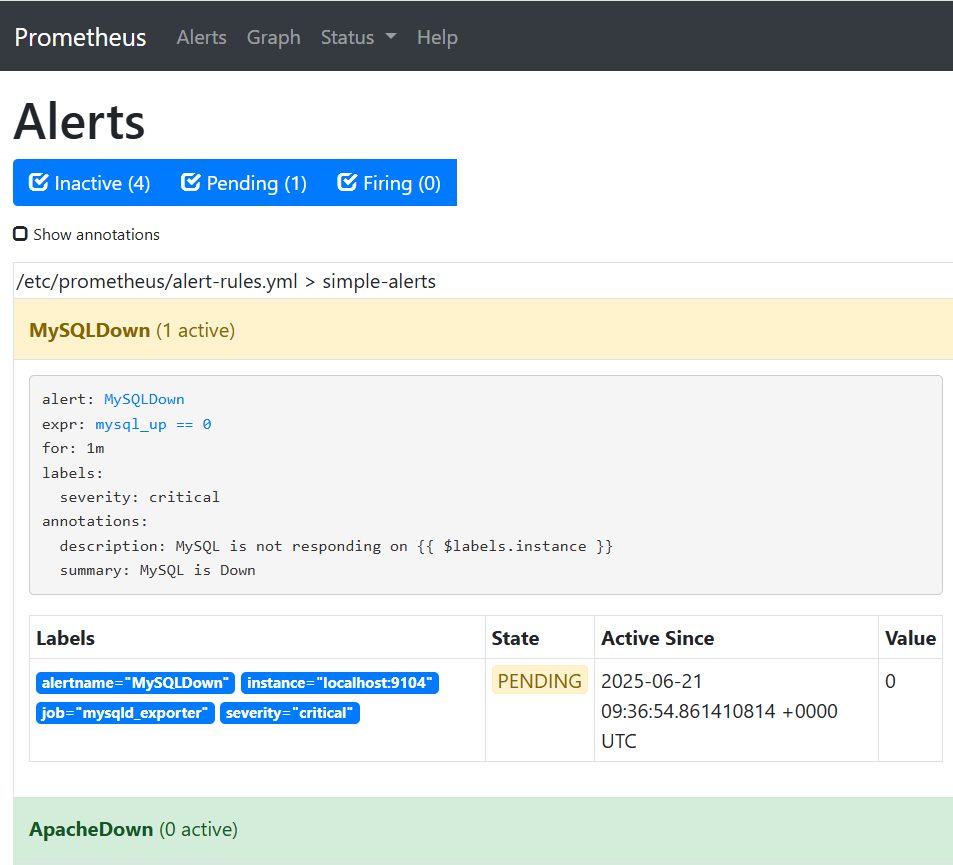 Prometheus Alerts Graph Status Help
Alerts
Inactive (4) Pending (1) Firing (0)
Show annotations
/etc/prometheus/alert-rules.yml > simple-alerts
MySQLDown (1 active)
alert: MySQLDown
expr: mysql_up == 0
for: 1m
labels:
  severity: critical
annotations:
  description: MySQL is not responding on {{ $labels.instance }}
  summary: MySQL is Down
Labels State Active Since Value
alertname="MySQLDown" instance="localhost:9104" PENDING 2025-06-21 0
job="mysqld_exporter" severity="critical" 09:36:54.861410814 +0000
UTC
ApacheDown (0 active)